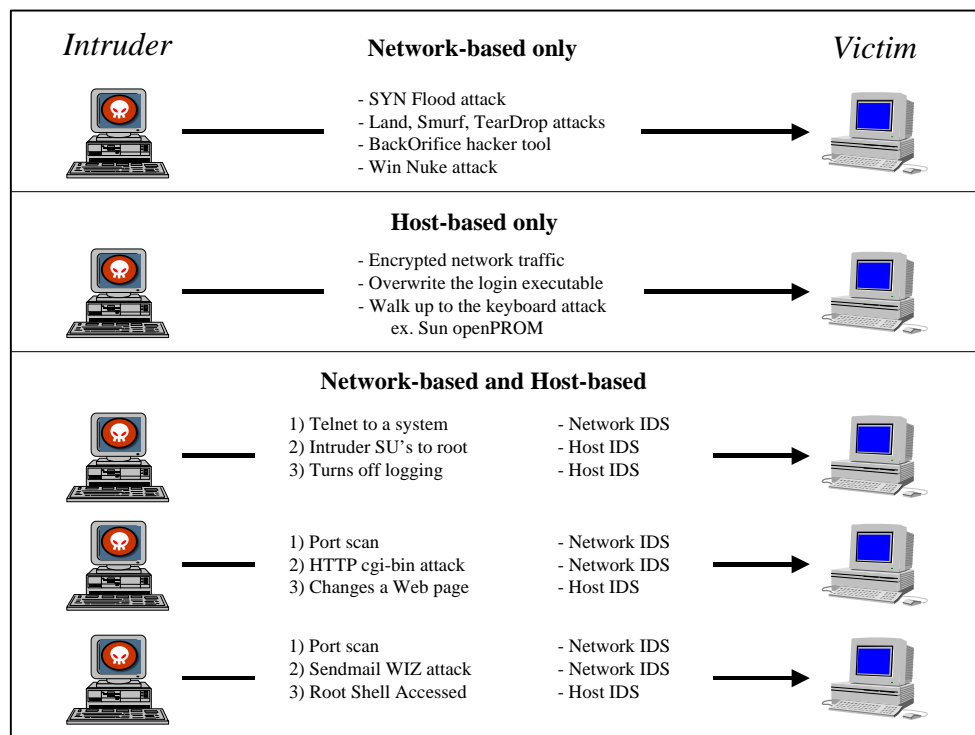 Intruder
Network-based only
Victim
- SYN Flood attack
- Land, Smurf, TearDrop attacks
- BackOrifice hacker tool
- Win Nuke attack
Host-based only
- Encrypted network traffic
- Overwrite the login executable
- Walk up to the keyboard attack
ex. Sun openPROM
Network-based and Host-based
1) Telnet to a system - Network IDS
2) Intruder SU's to root - Host IDS
3) Turns off logging - Host IDS
1) Port scan - Network IDS
2) HTTP cgi-bin attack - Network IDS
3) Changes a Web page - Host IDS
1) Port scan - Network IDS
2) Sendmail WIZ attack - Network IDS
3) Root Shell Accessed - Host IDS